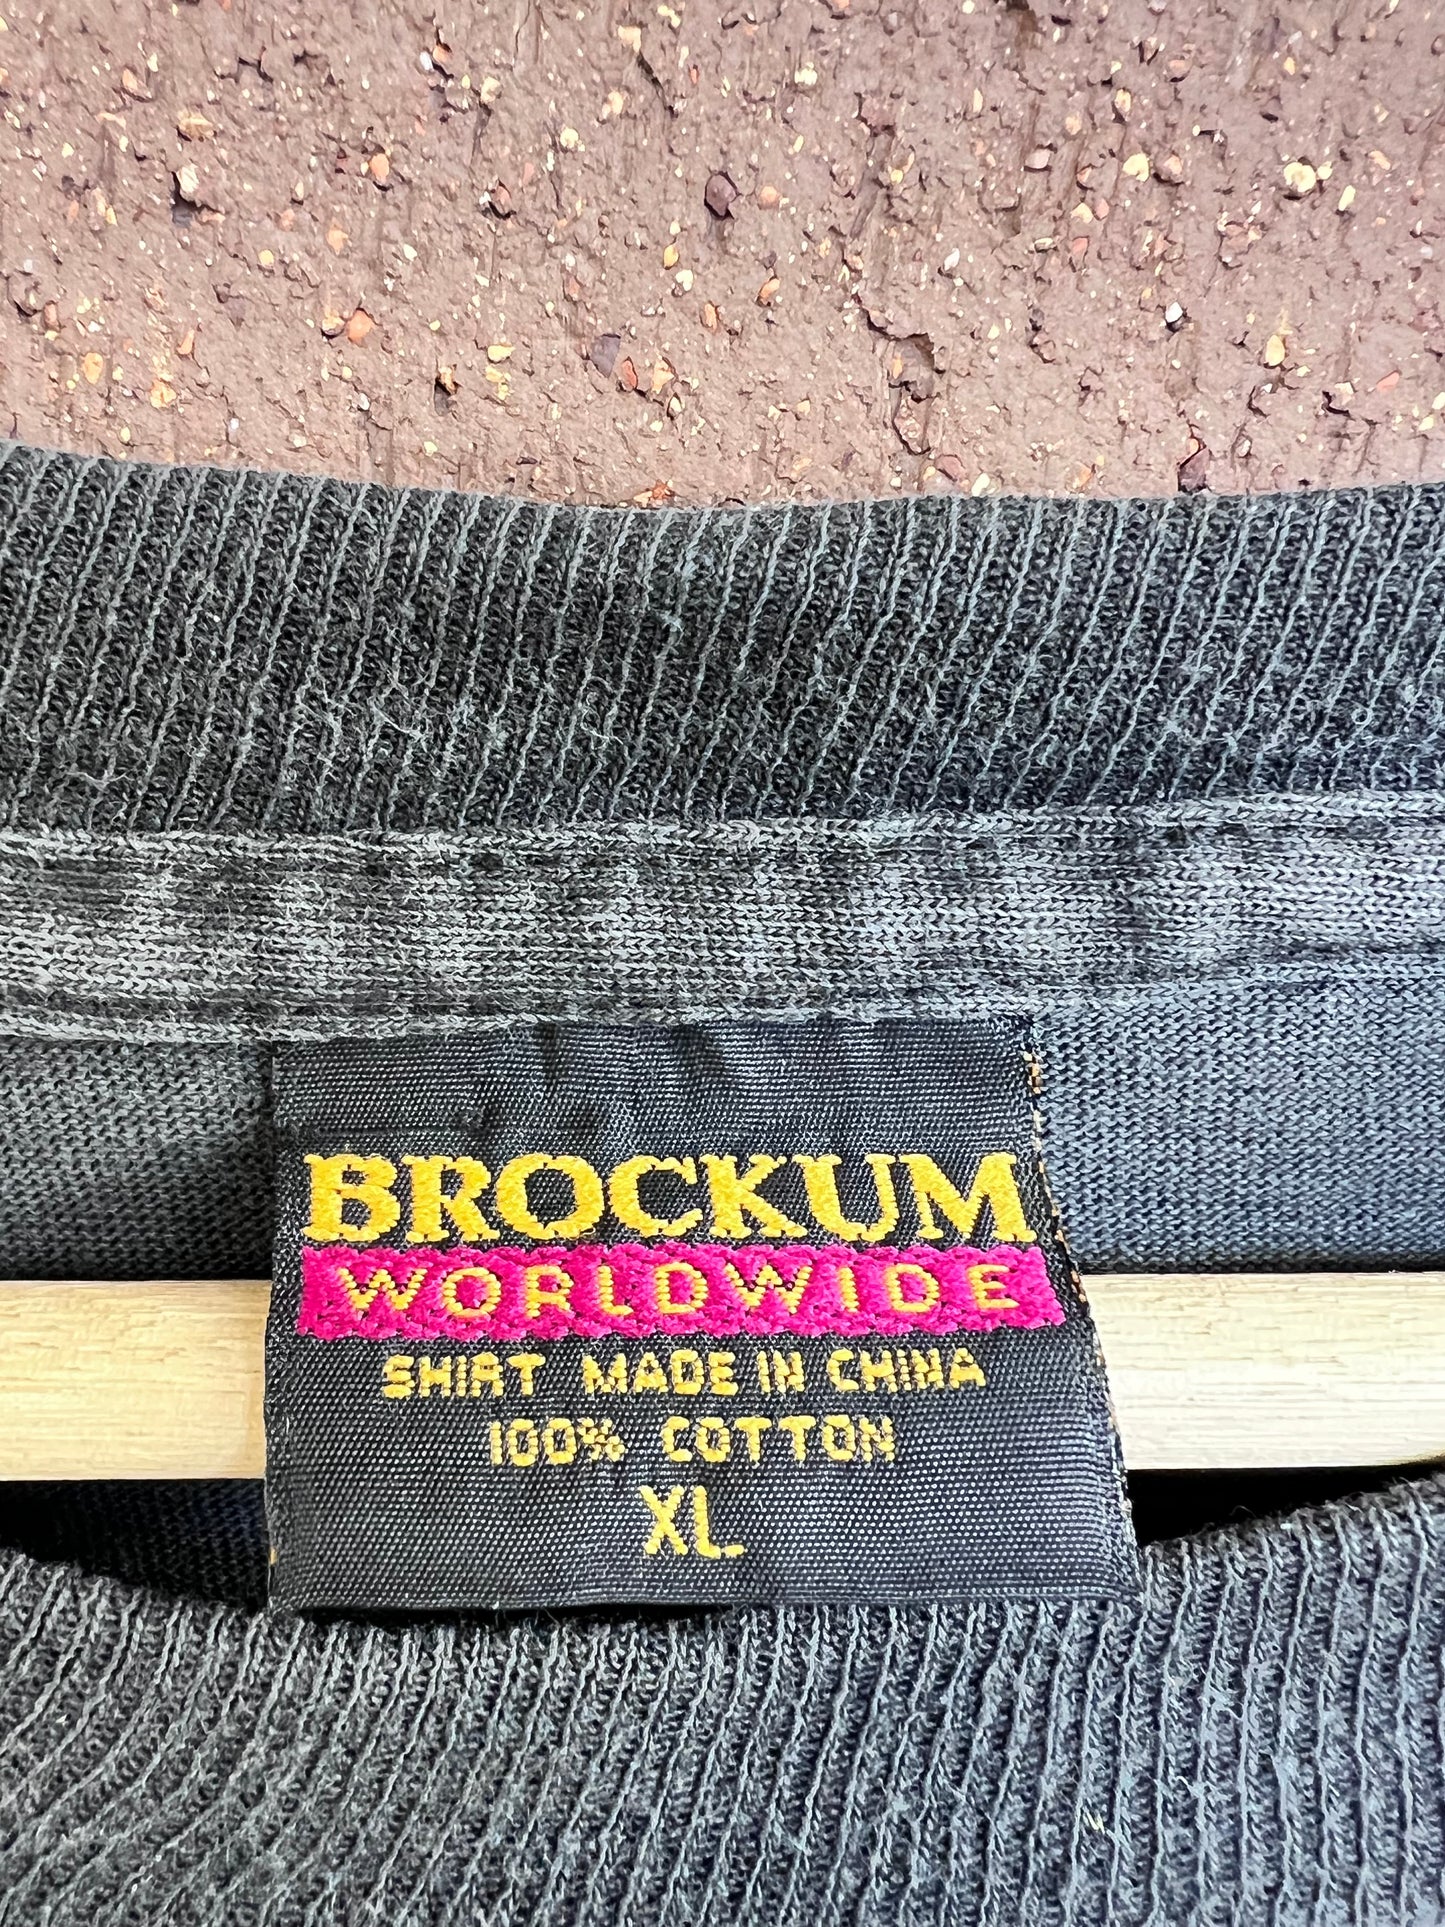 BROCKUM
WORLDWIDE
SHIRT MADE IN CHINA
100% COTTON
XL